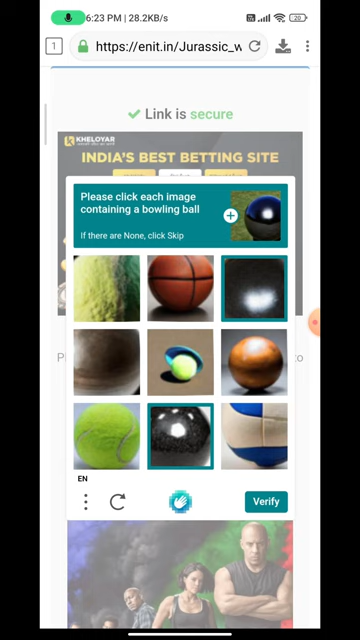 6:23 PM | 28.2KB/s
20
1
https://enit.in/Jurassic_w
Link is secure
KHELOYAR
INDIA'S BEST BETTING SITE
Please click each image
containing a bowling ball
If there are None, click Skip
EN
Verify